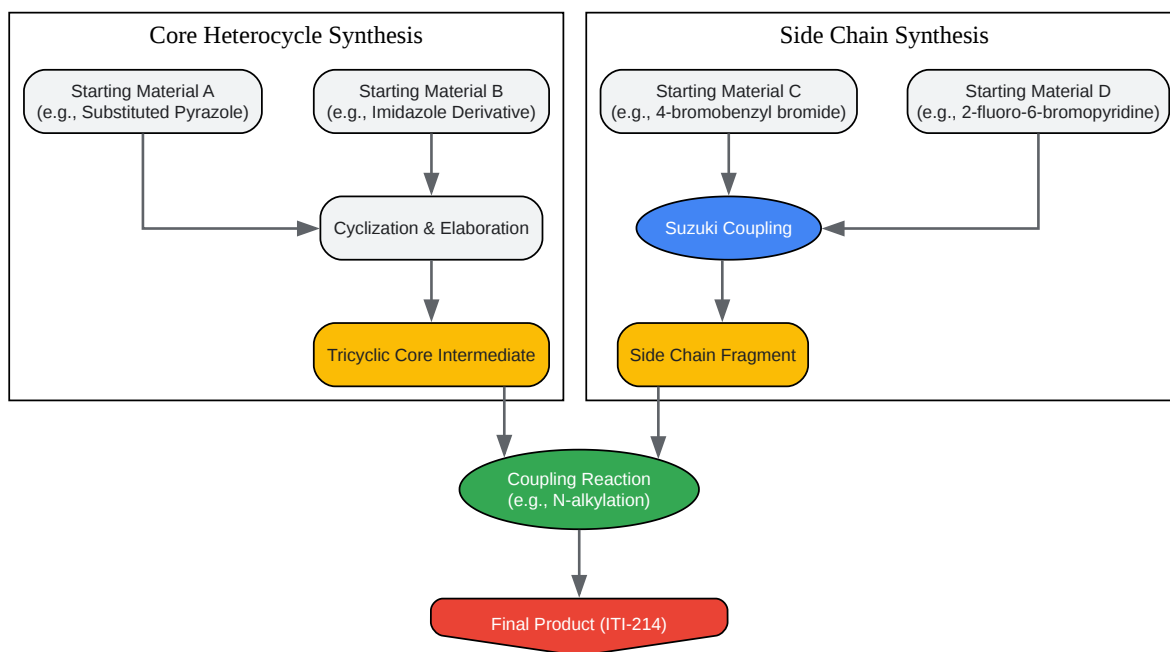 Core Heterocycle Synthesis
Side Chain Synthesis
Starting Material A
(e.g., Substituted Pyrazole)
Starting Material B
(e.g., Imidazole Derivative)
Starting Material C
(e.g., 4-bromobenzyl bromide)
Starting Material D
(e.g., 2-fluoro-6-bromopyridine)
Cyclization & Elaboration
Suzuki Coupling
Tricyclic Core Intermediate
Side Chain Fragment
Coupling Reaction
(e.g., N-alkylation)
Final Product (ITI-214)